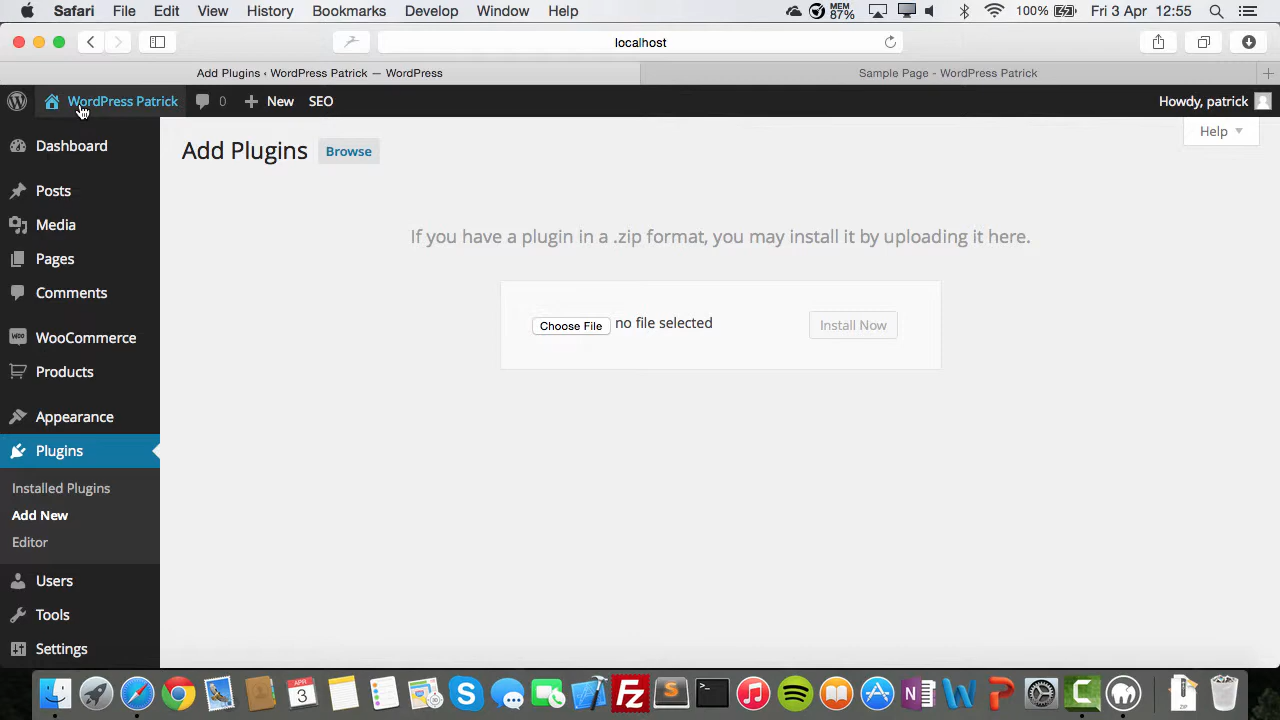 Safari File Edit View History Bookmarks Develop Window Help MEM 87% 100% Fri 3 Apr 12:55
localhost
Add Plugins ‹ WordPress Patrick — WordPress Sample Page - WordPress Patrick
WordPress Patrick 0 New SEO Howdy, patrick
Help
Dashboard
Posts
Media
Pages
Comments
WooCommerce
Products
Appearance
Plugins
Installed Plugins
Add New
Editor
Users
Tools
Settings
Add Plugins Browse
If you have a plugin in a .zip format, you may install it by uploading it here.
Choose File no file selected Install Now